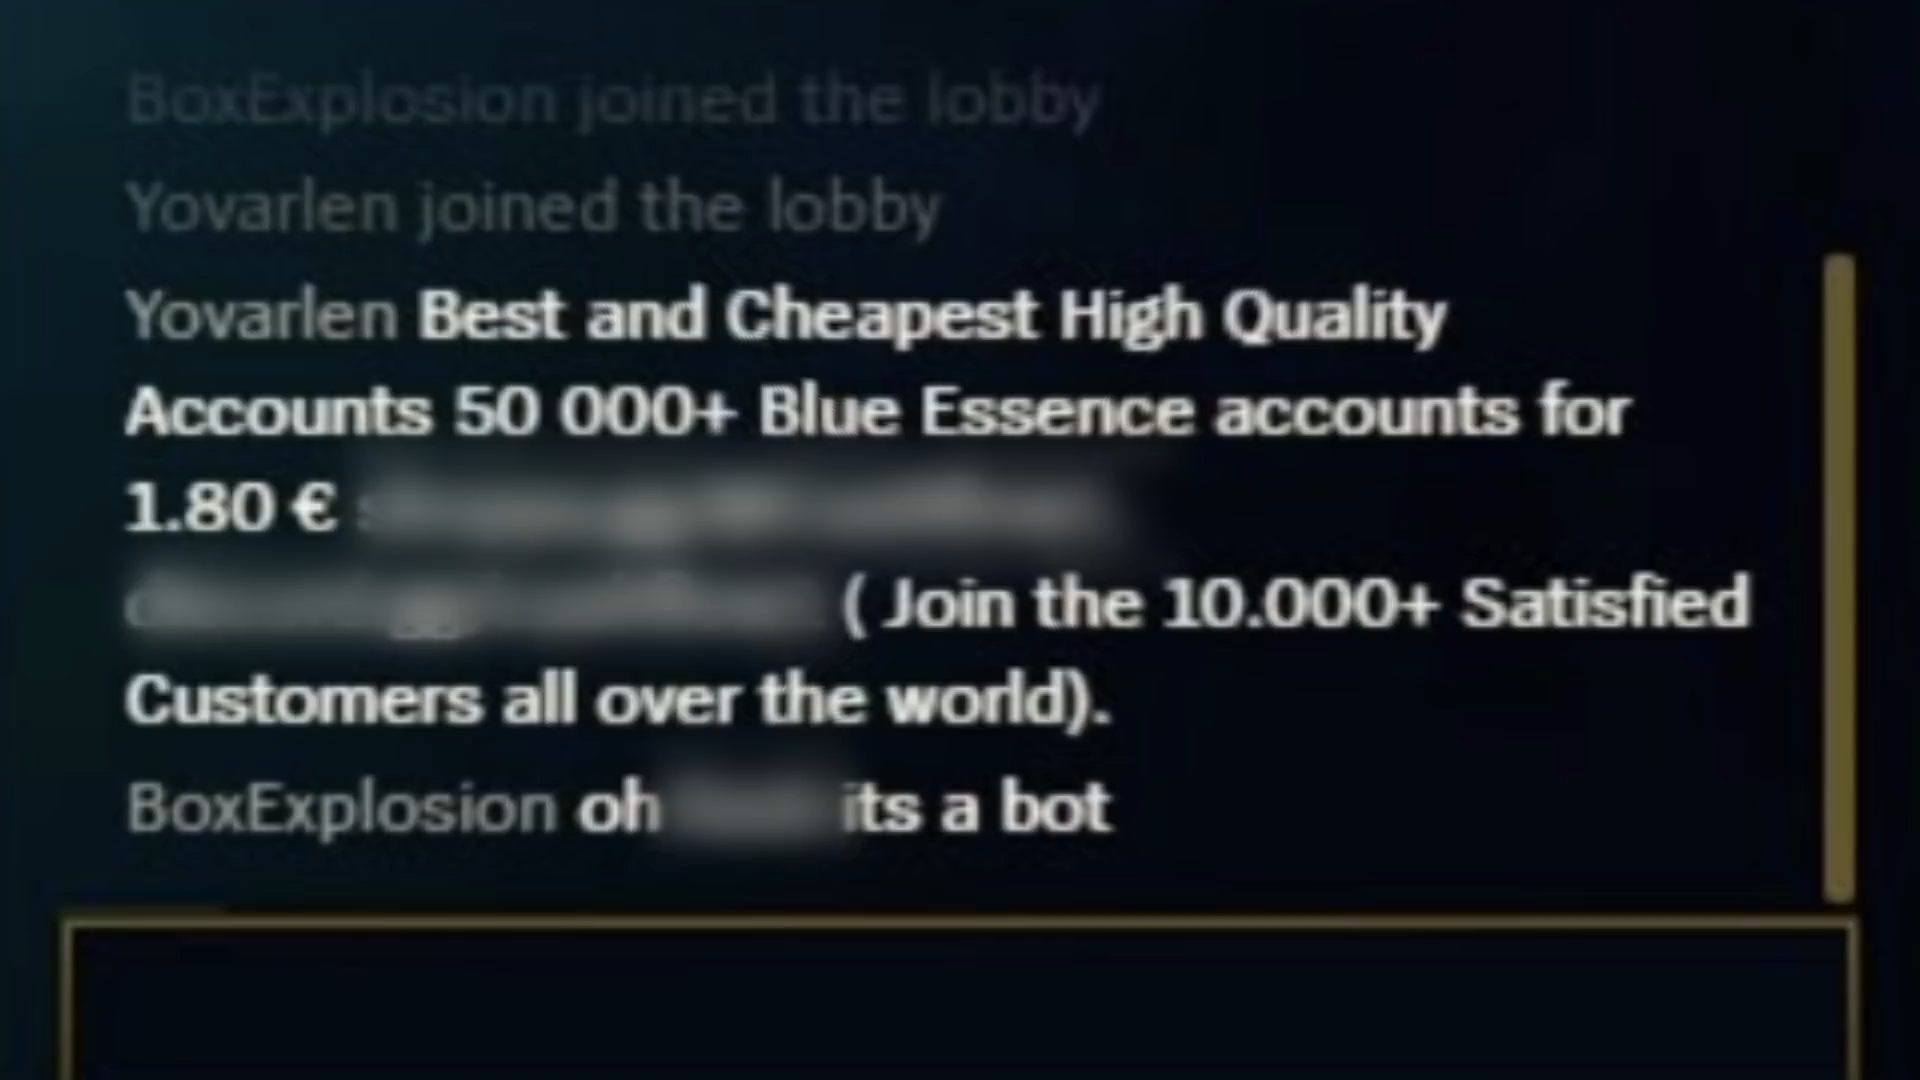 BoxExplosion joined the lobby
Yovarlen joined the lobby
Yovarlen Best and Cheapest High Quality
Accounts 50 000+ Blue Essence accounts for
1.80 €
( Join the 10.000+ Satisfied
Customers all over the world).
BoxExplosion oh its a bot